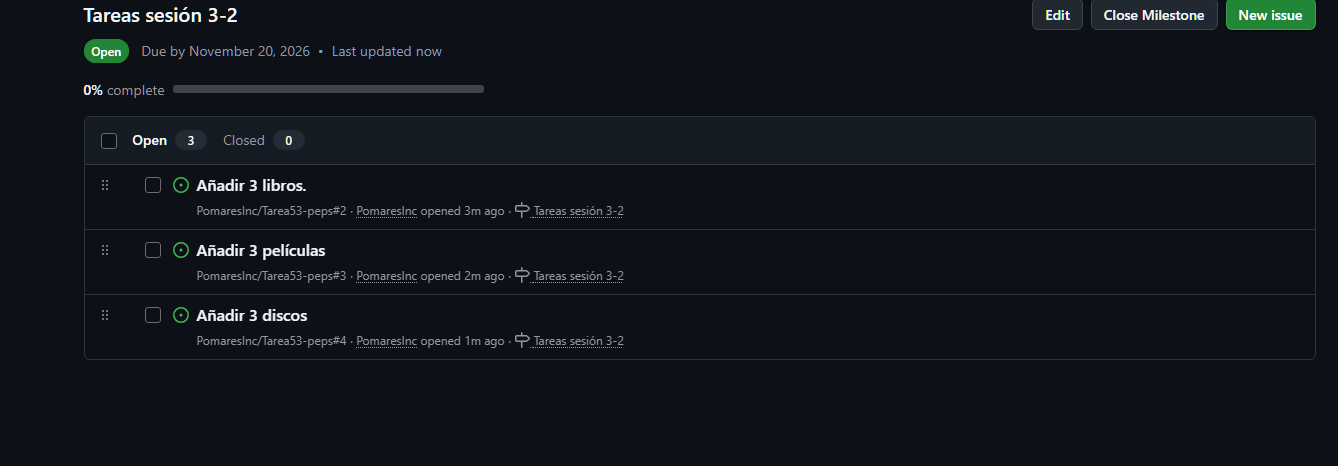 Tareas sesión 3-2
Edit Close Milestone New issue
Open Due by November 20, 2026 • Last updated now
0% complete
Open 3 Closed 0
Añadir 3 libros.
PomaresInc/Tarea53-peps#2 · PomaresInc opened 3m ago · Tareas sesión 3-2
Añadir 3 películas
PomaresInc/Tarea53-peps#3 · PomaresInc opened 2m ago · Tareas sesión 3-2
Añadir 3 discos
PomaresInc/Tarea53-peps#4 · PomaresInc opened 1m ago · Tareas sesión 3-2